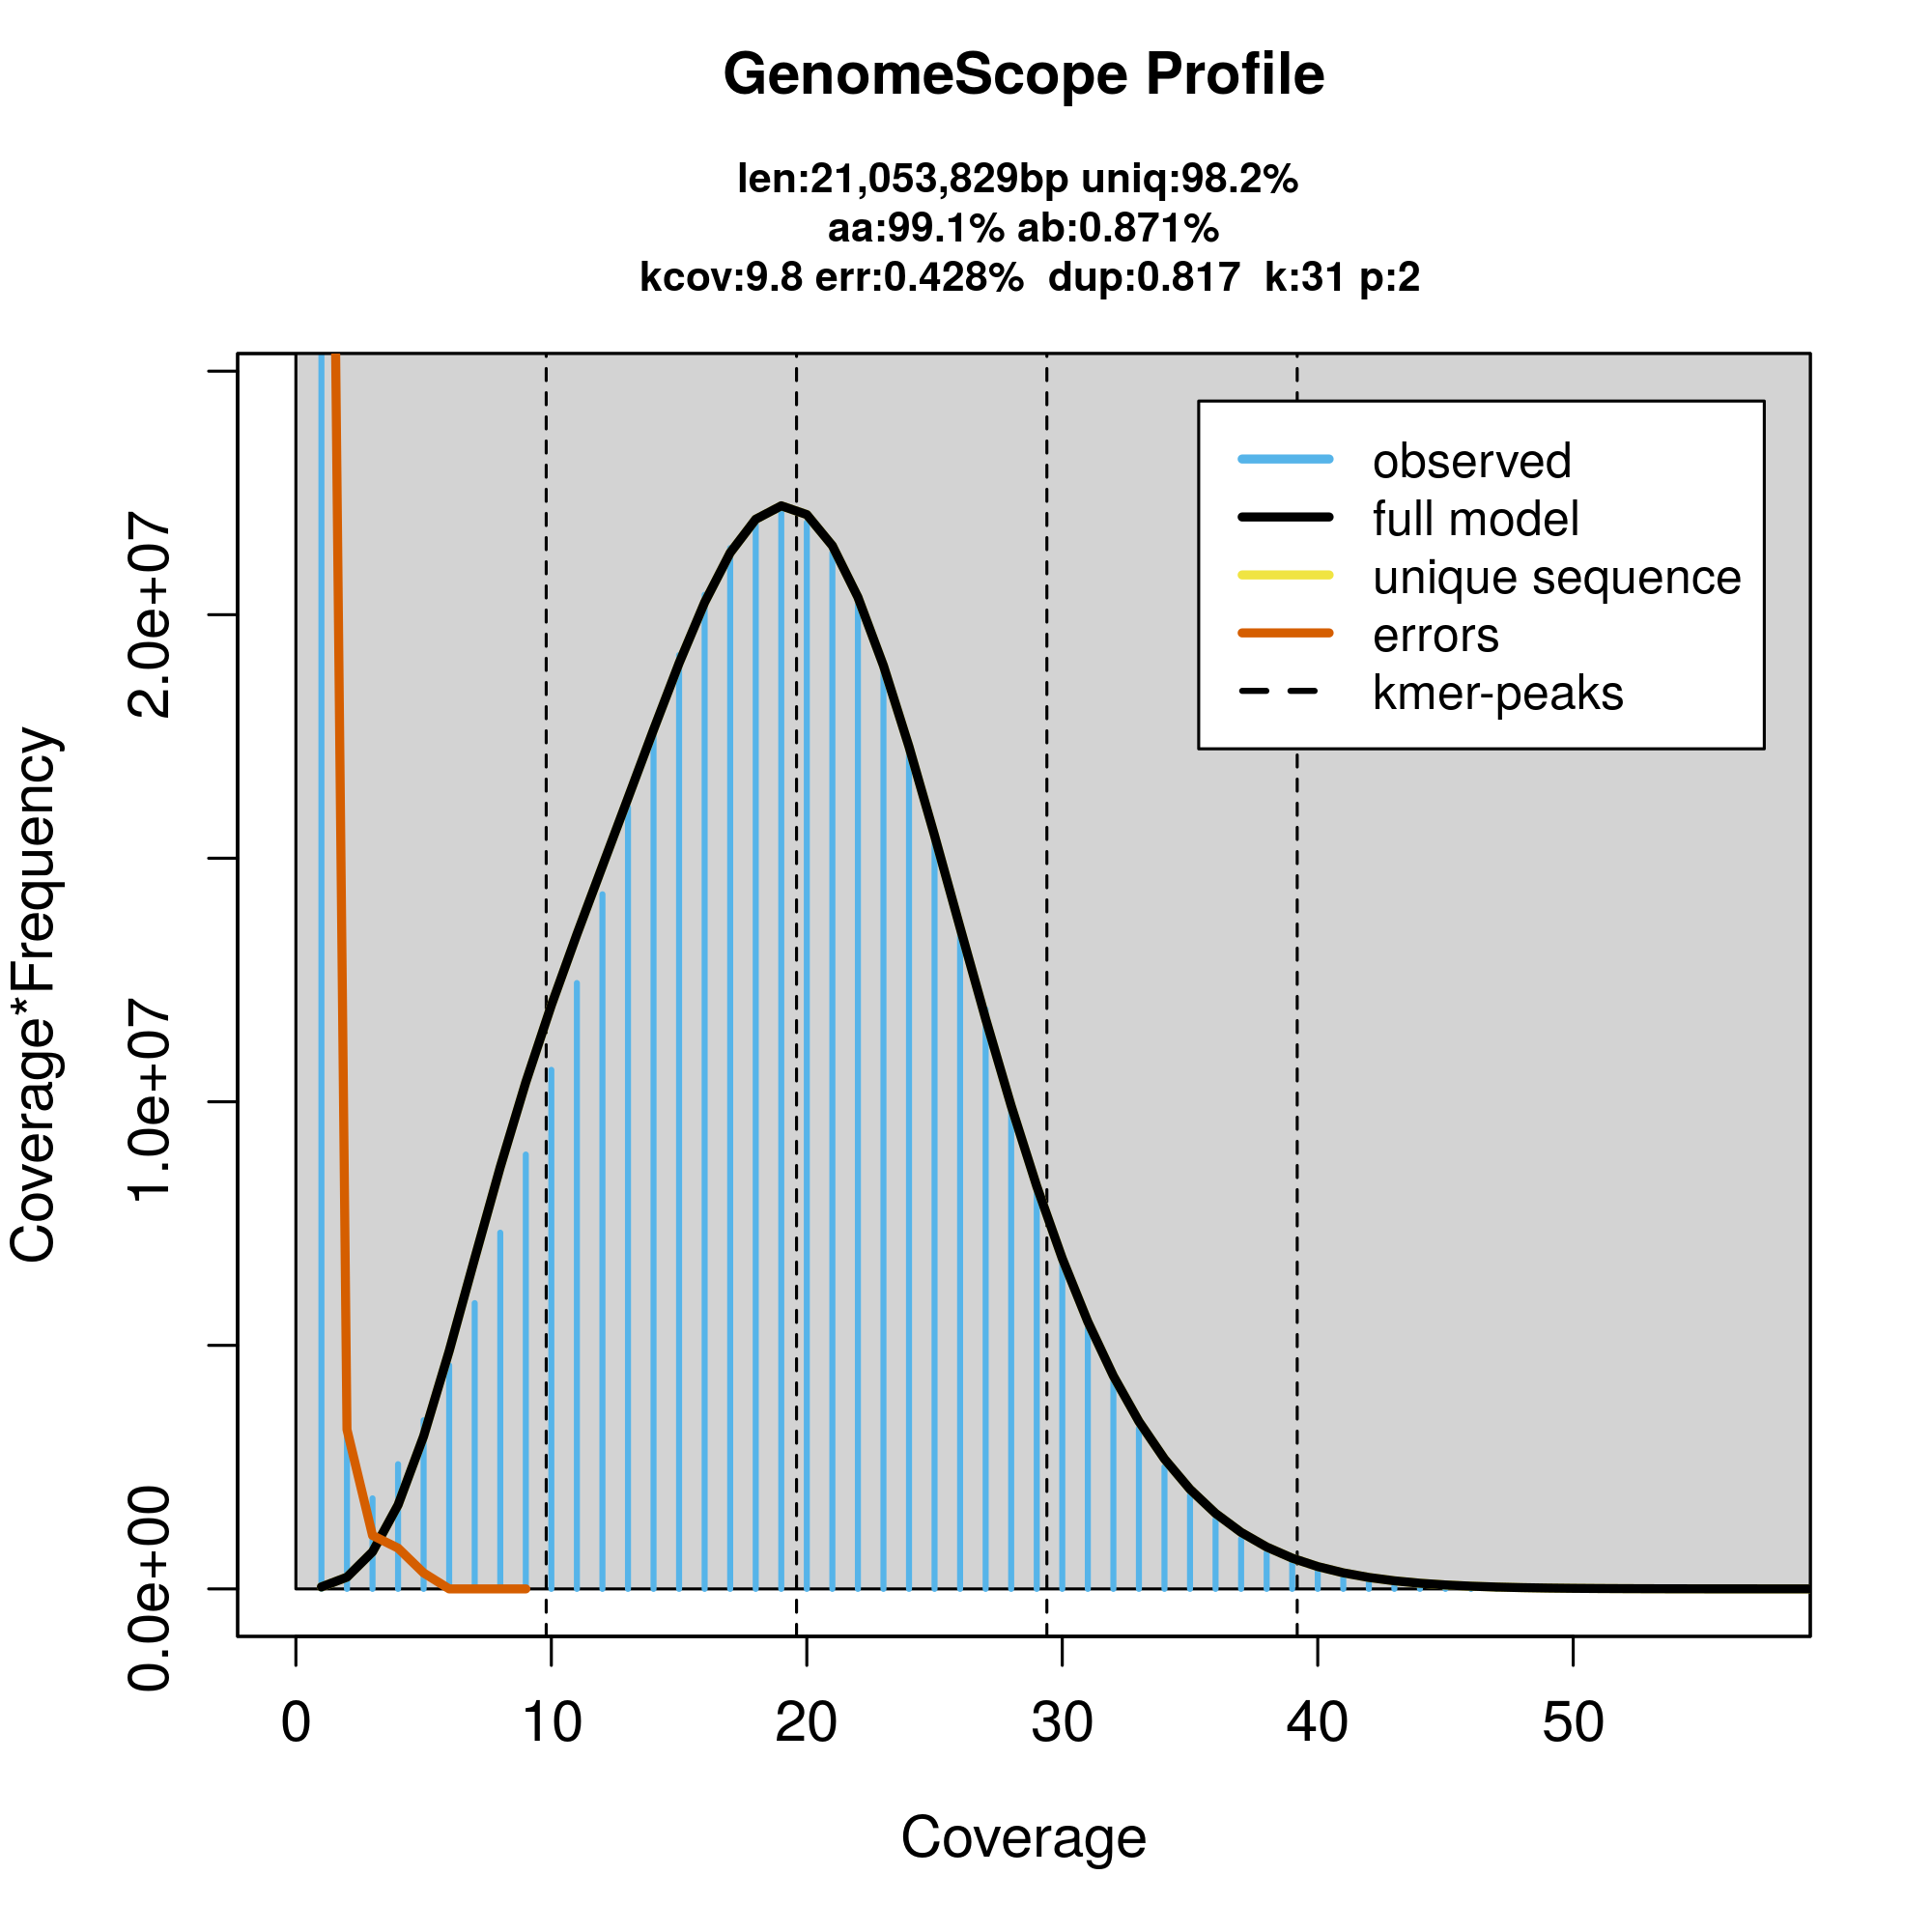 GenomeScope Profile
len:21,053,829bp uniq:98.2%
aa:99.1% ab:0.871%
kcov:9.8 err:0.428%  dup:0.817  k:31 p:2
observed
full model
unique sequence
errors
kmer-peaks
Coverage*Frequency
2.0e+07
1.0e+07
0.0e+00
0 10 20 30 40 50
Coverage